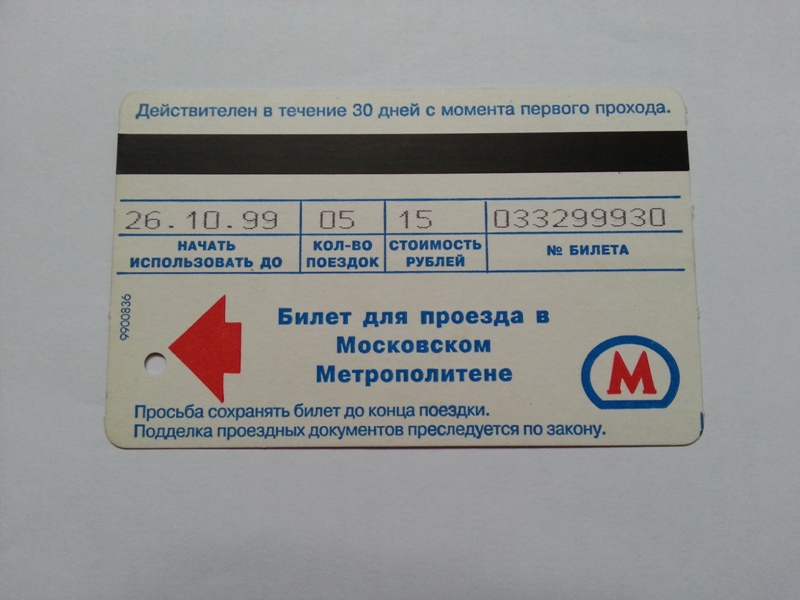 Действителен в течение 30 дней с момента первого прохода.
26.10.99 05 15 033299930
НАЧАТЬ ИСПОЛЬЗОВАТЬ ДО
КОЛ-ВО ПОЕЗДОК
СТОИМОСТЬ РУБЛЕЙ
№ БИЛЕТА
9900836
Билет для проезда в
Московском
Метрополитене
М
Просьба сохранять билет до конца поездки.
Подделка проездных документов преследуется по закону.